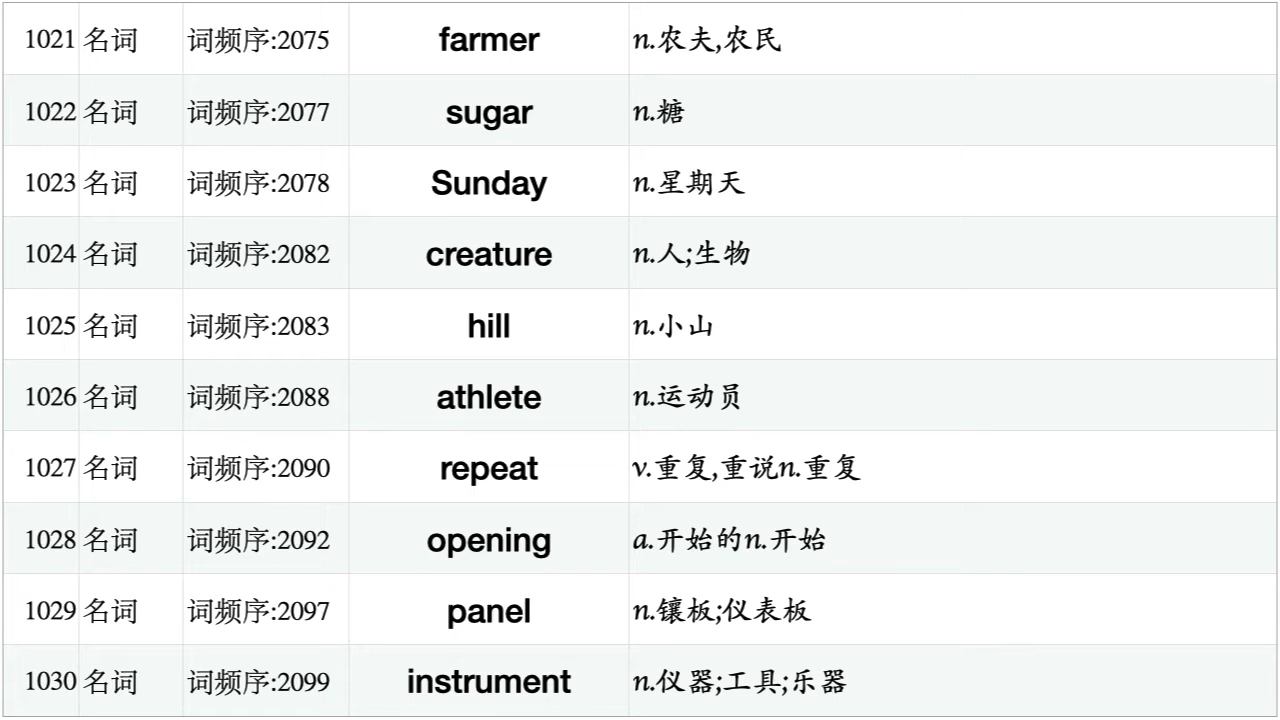 1021 名词 词频序:2075 farmer n.农夫,农民
1022 名词 词频序:2077 sugar n.糖
1023 名词 词频序:2078 Sunday n.星期天
1024 名词 词频序:2082 creature n.人;生物
1025 名词 词频序:2083 hill n.小山
1026 名词 词频序:2088 athlete n.运动员
1027 名词 词频序:2090 repeat v.重复,重说n.重复
1028 名词 词频序:2092 opening a.开始的n.开始
1029 名词 词频序:2097 panel n.镶板;仪表板
1030 名词 词频序:2099 instrument n.仪器;工具;乐器